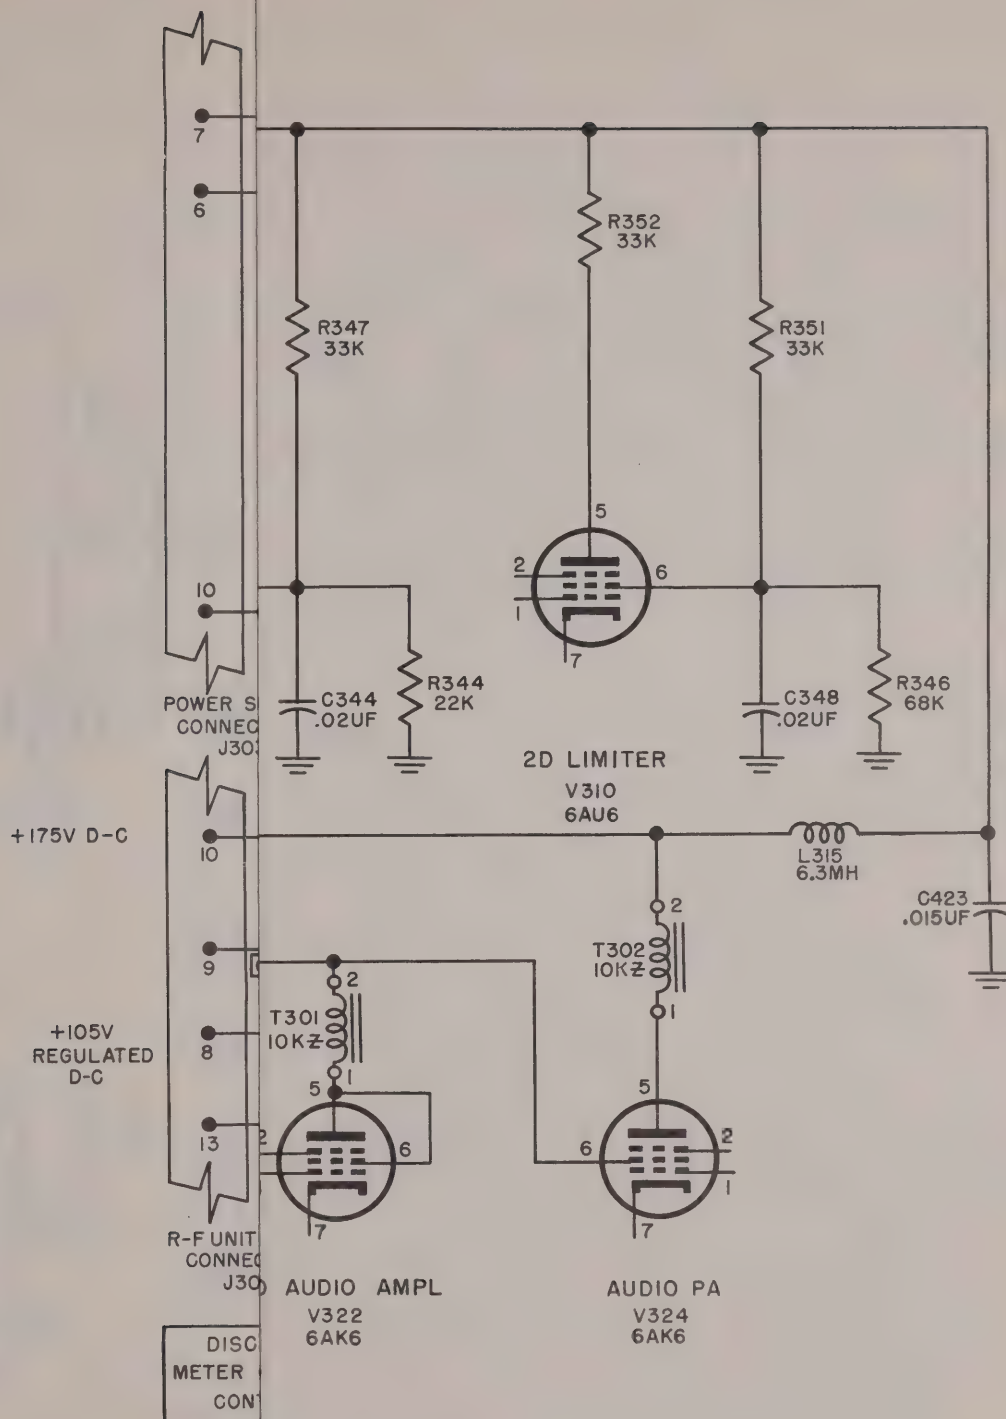 7
6
R352
33K
R347
33K
R351
33K
5
2
6
1
7
10
C344
.02UF
R344
22K
C348
.02UF
R346
68K
POWER S
CONNEC
J30
2D LIMITER
V310
6AU6
+175V D-C
10
L315
6.3MH
C423
.015UF
2
T302
10KZ
1
9
2
T301
10KZ
1
+105V
REGULATED
D-C
8
5
5
13
2
6
6
2
1
7
7
R-F UNIT
CONNEC
J30
AUDIO AMPL
V322
6AK6
AUDIO PA
V324
6AK6
DISC
METER
CONT